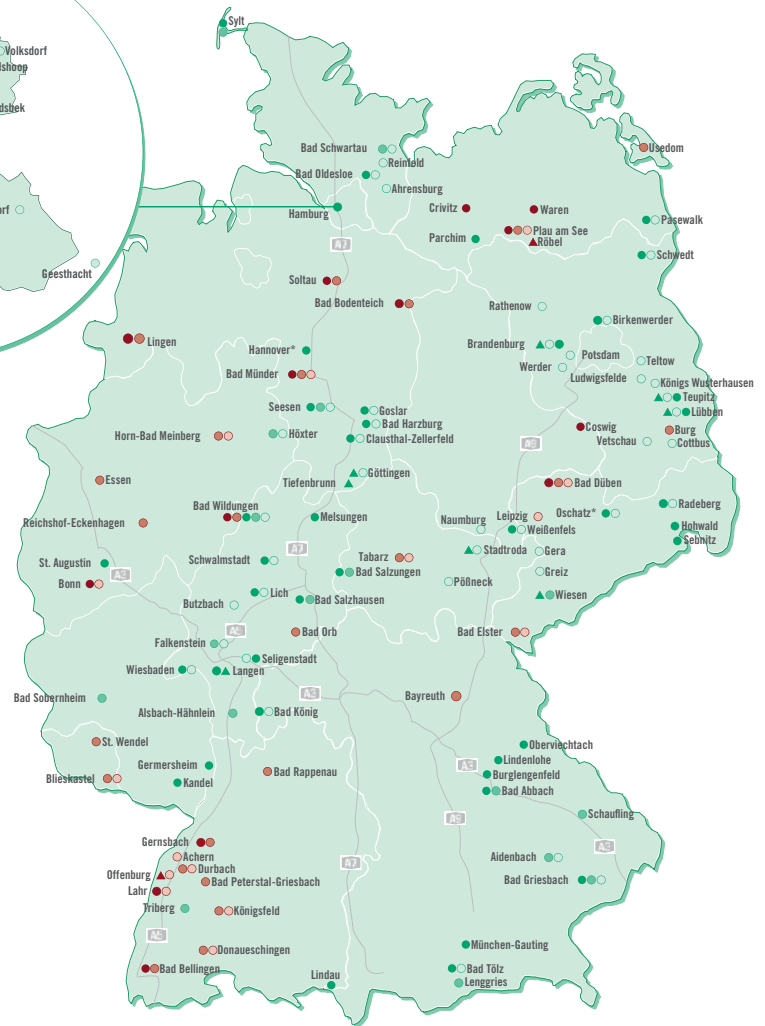 Sylt
Volksdorf
Bad Schwartau
Usedom
Reinfeld
Bad Oldesloe
Ahrensburg
Crivitz
Waren
Hamburg
Pasewalk
Plau am See
Parchim
Röbel
A7
Schwedt
Geesthacht
Soltau
Bad Bodenteich
Rathenow
Birkenwerder
Lingen
Brandenburg
Hannover*
Potsdam
Teltow
Werder
Bad Münder
Ludwigsfelde
Königs Wusterhausen
Teupitz
Seesen
Goslar
Lübben
Bad Harzburg
Coswig
Burg
Horn-Bad Meinberg
Höxter
Clausthal-Zellerfeld
Vetschau
Cottbus
A9
Göttingen
Essen
Tiefenbrunn
Bad Düben
Bad Wildungen
Radeberg
Oschatz*
Melsungen
Leipzig
Reichshof-Eckenhagen
Naumburg
Weißenfels
Hohwald
Sebnitz
A7
Stadtroda
Gera
Tabarz
St. Augustin
Schwalmstadt
A3
Bad Salzungen
Greiz
Bonn
Pößneck
Lich
Wiesen
Bad Salzhausen
Butzbach
A5
Bad Orb
Bad Elster
Falkenstein
Seligenstadt
Wiesbaden
Langen
A3
Bayreuth
Bad Sobernheim
Alsbach-Hähnlein
Bad König
St. Wendel
Oberviechtach
Lindenlohe
Germersheim
A3
Bad Rappenau
Burglengenfeld
Blieskastel
Kandel
Bad Abbach
Schaufling
A9
Gernsbach
A3
Achern
Aidenbach
A7
Durbach
Offenburg
Bad Peterstal-Griesbach
Bad Griesbach
Lahr
Triberg
Königsfeld
A5
München-Gauting
Donaueschingen
Bad Bellingen
Bad Tölz
Lindau
Lenggries